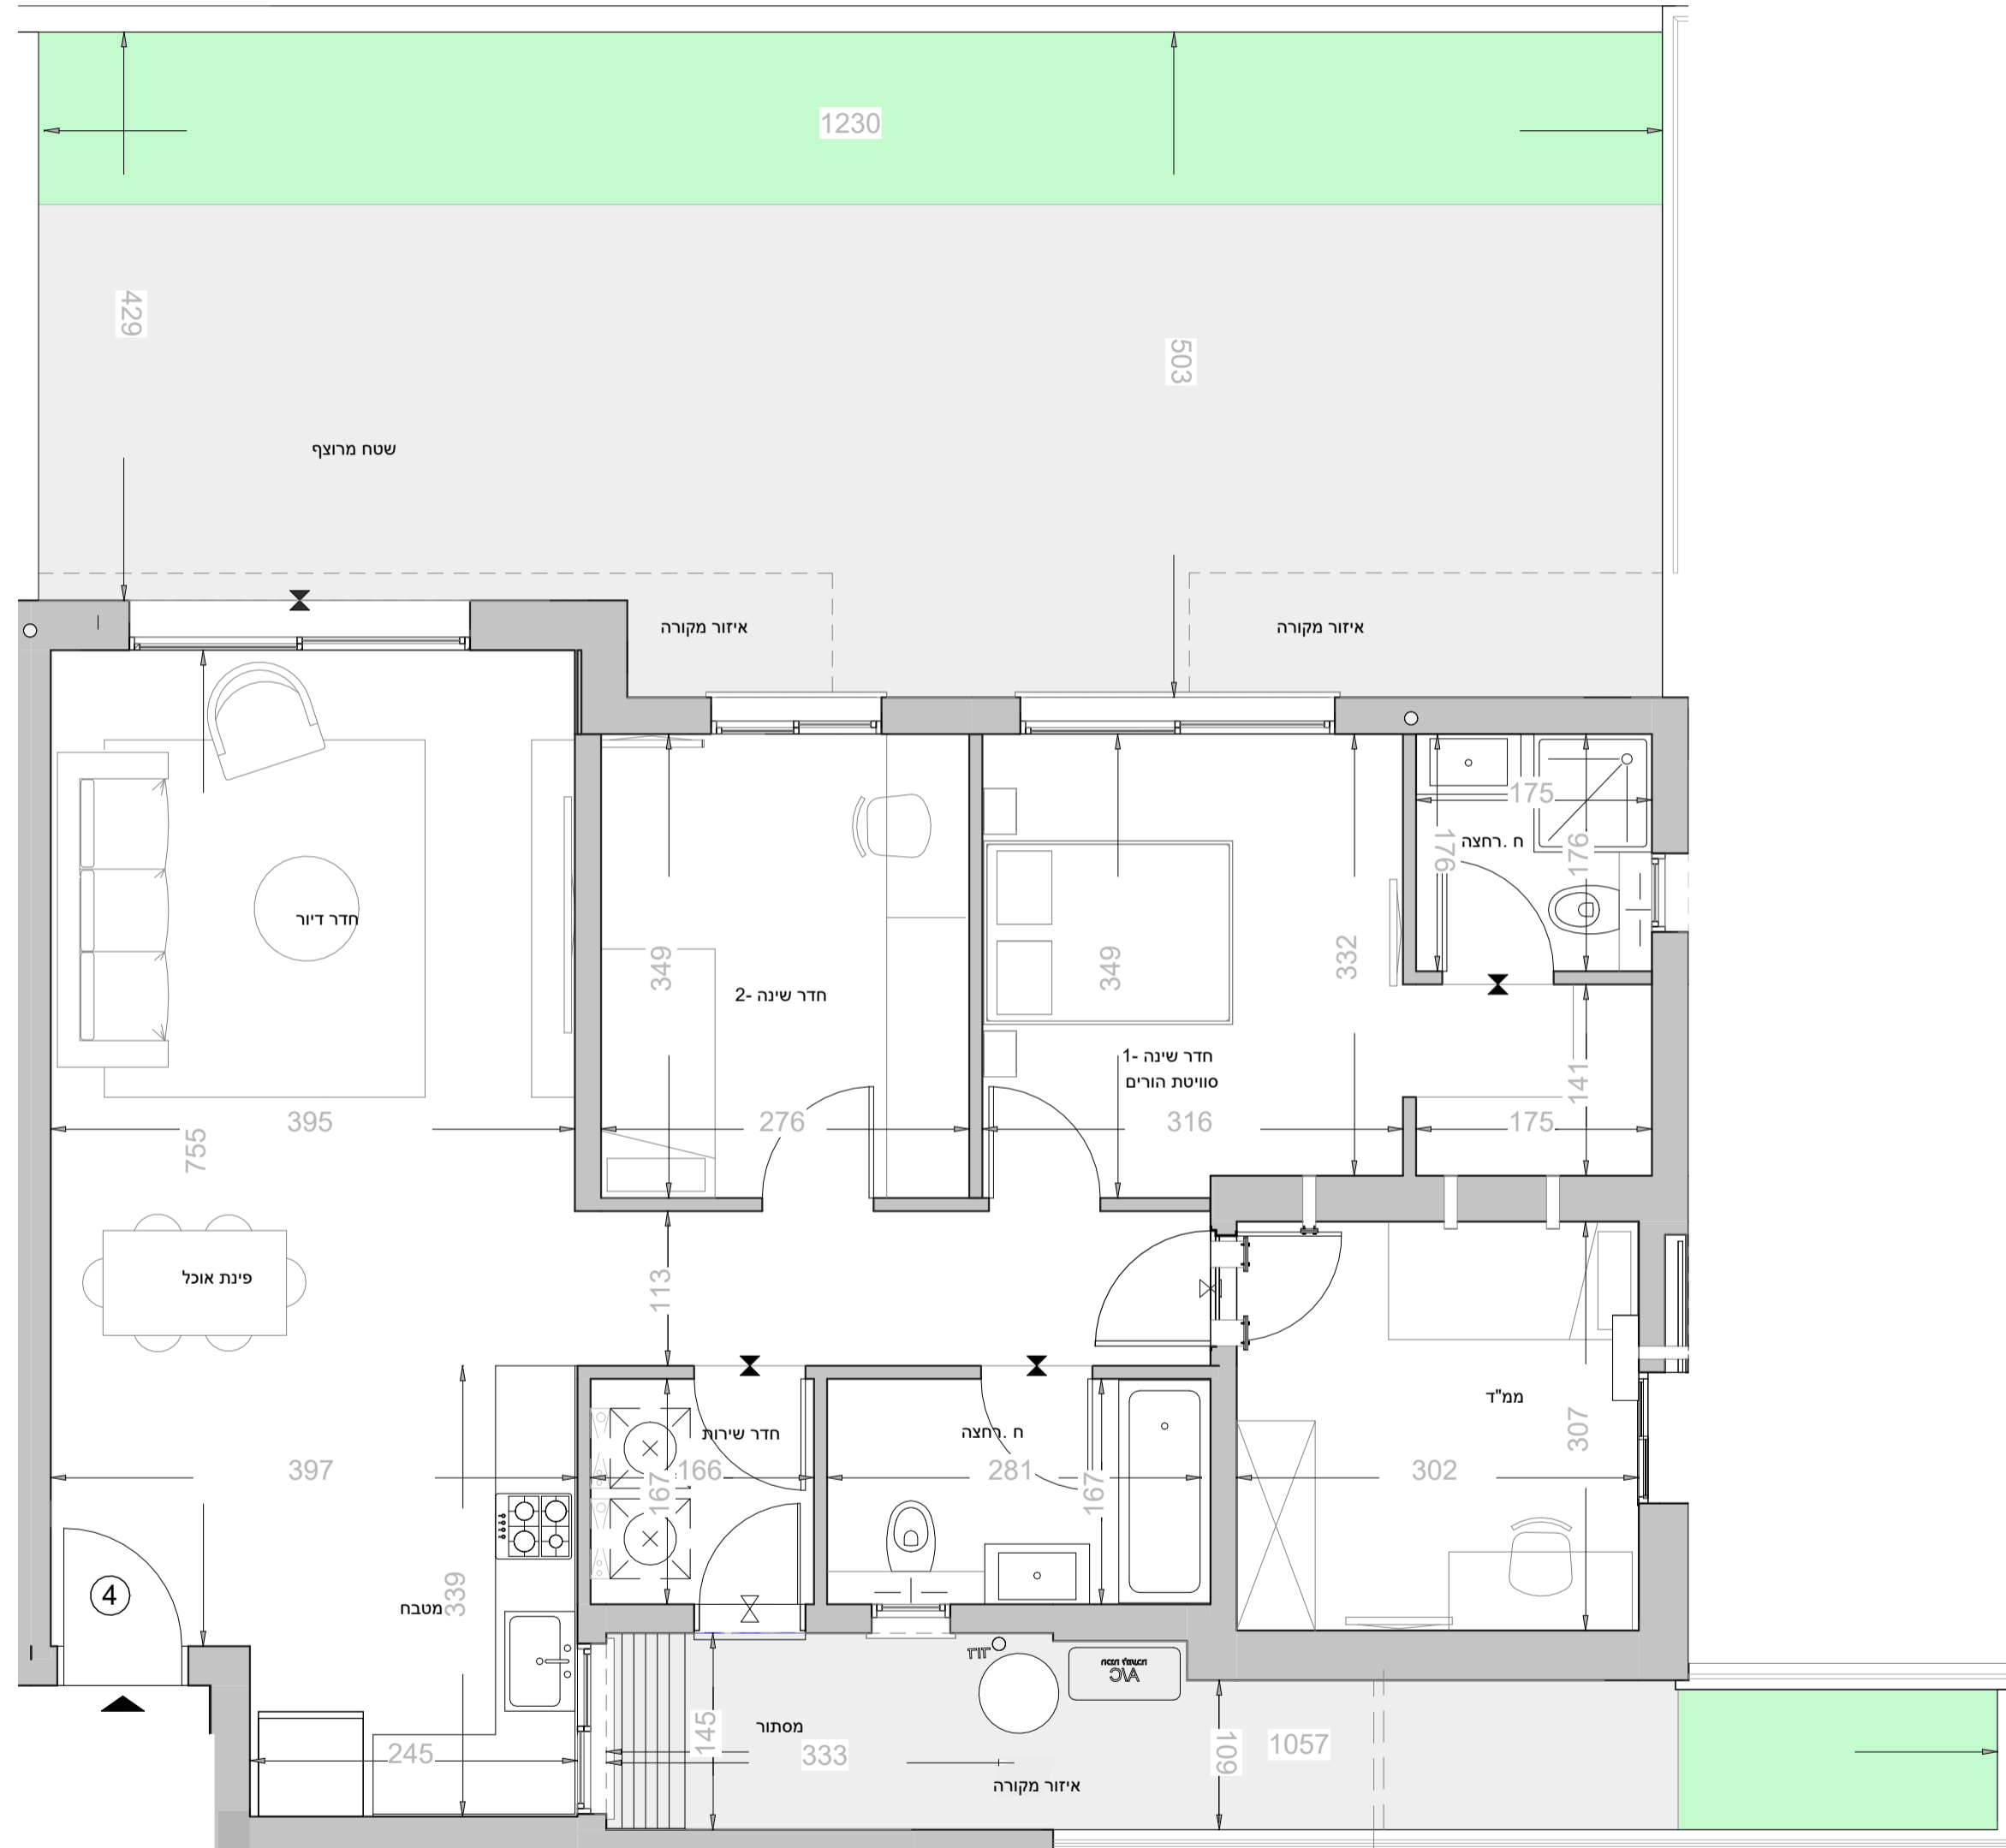 1230
429
503
שטח מרוצף
איזור מקורה
איזור מקורה
175
176
176
ח .רחצה
חדר דיור
349
349
332
חדר שינה -2
חדר שינה -1
סוויטת הורים
141
395
755
276
316
175
פינת אוכל
113
ממ"ד
307
חדר שירות
ח .רחצה
397
166
167
281
167
302
4
339
מטבח
דוד
A/C
מסתור
145
333
109
1057
245
איזור מקורה